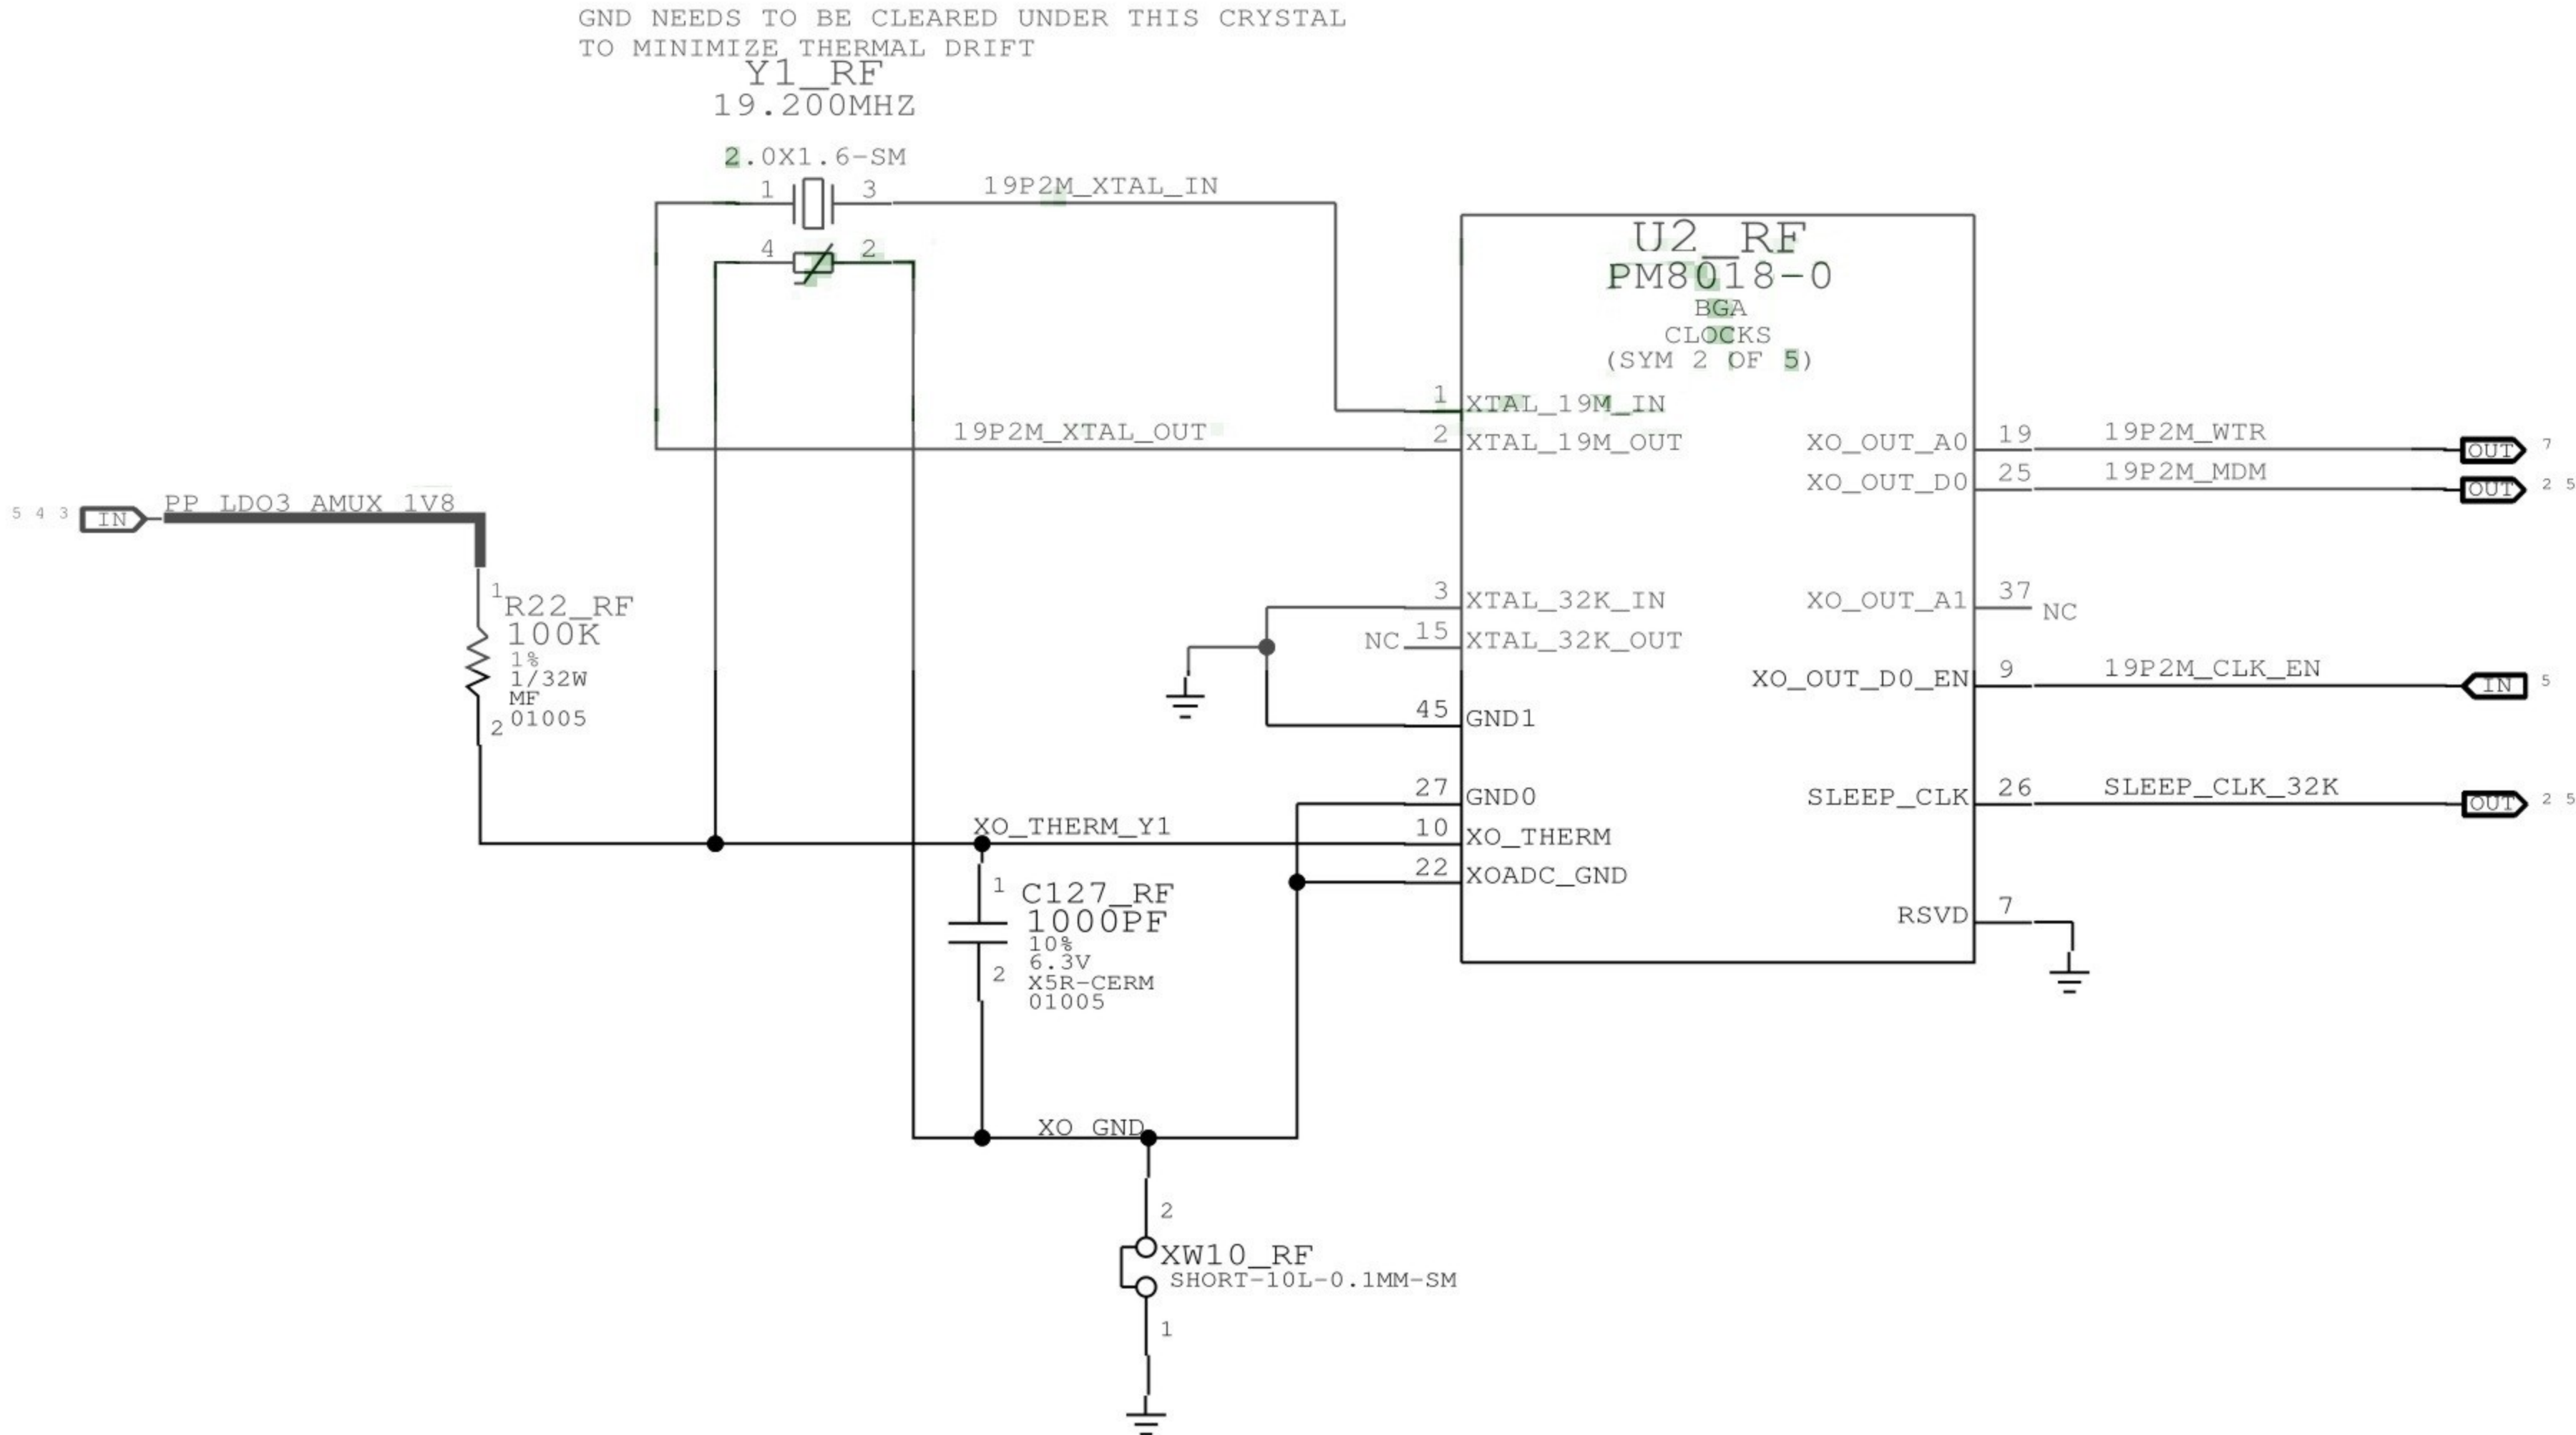 GND NEEDS TO BE CLEARED UNDER THIS CRYSTAL
TO MINIMIZE THERMAL DRIFT
Y1_RF
19.200MHZ
2.0X1.6-SM
1
3
19P2M_XTAL_IN
4
2
U2_RF
PM8018-0
BGA
CLOCKS
(SYM 2 OF 5)
1
XTAL_19M_IN
19P2M_XTAL_OUT
2
XTAL_19M_OUT
XO_OUT_A0
19
19P2M_WTR
OUT
7
XO_OUT_D0
25
19P2M_MDM
OUT
2 5
5 4 3
IN
PP_LDO3_AMUX_1V8
1
R22_RF
100K
1%
1/32W
MF
01005
2
3
XTAL_32K_IN
XO_OUT_A1
37
NC
NC
15
XTAL_32K_OUT
XO_OUT_D0_EN
9
19P2M_CLK_EN
IN
5
45
GND1
27
GND0
SLEEP_CLK
26
SLEEP_CLK_32K
OUT
2 5
XO_THERM_Y1
10
XO_THERM
22
XOADC_GND
1
C127_RF
1000PF
10%
6.3V
X5R-CERM
01005
2
RSVD
7
XO_GND
2
XW10_RF
SHORT-10L-0.1MM-SM
1